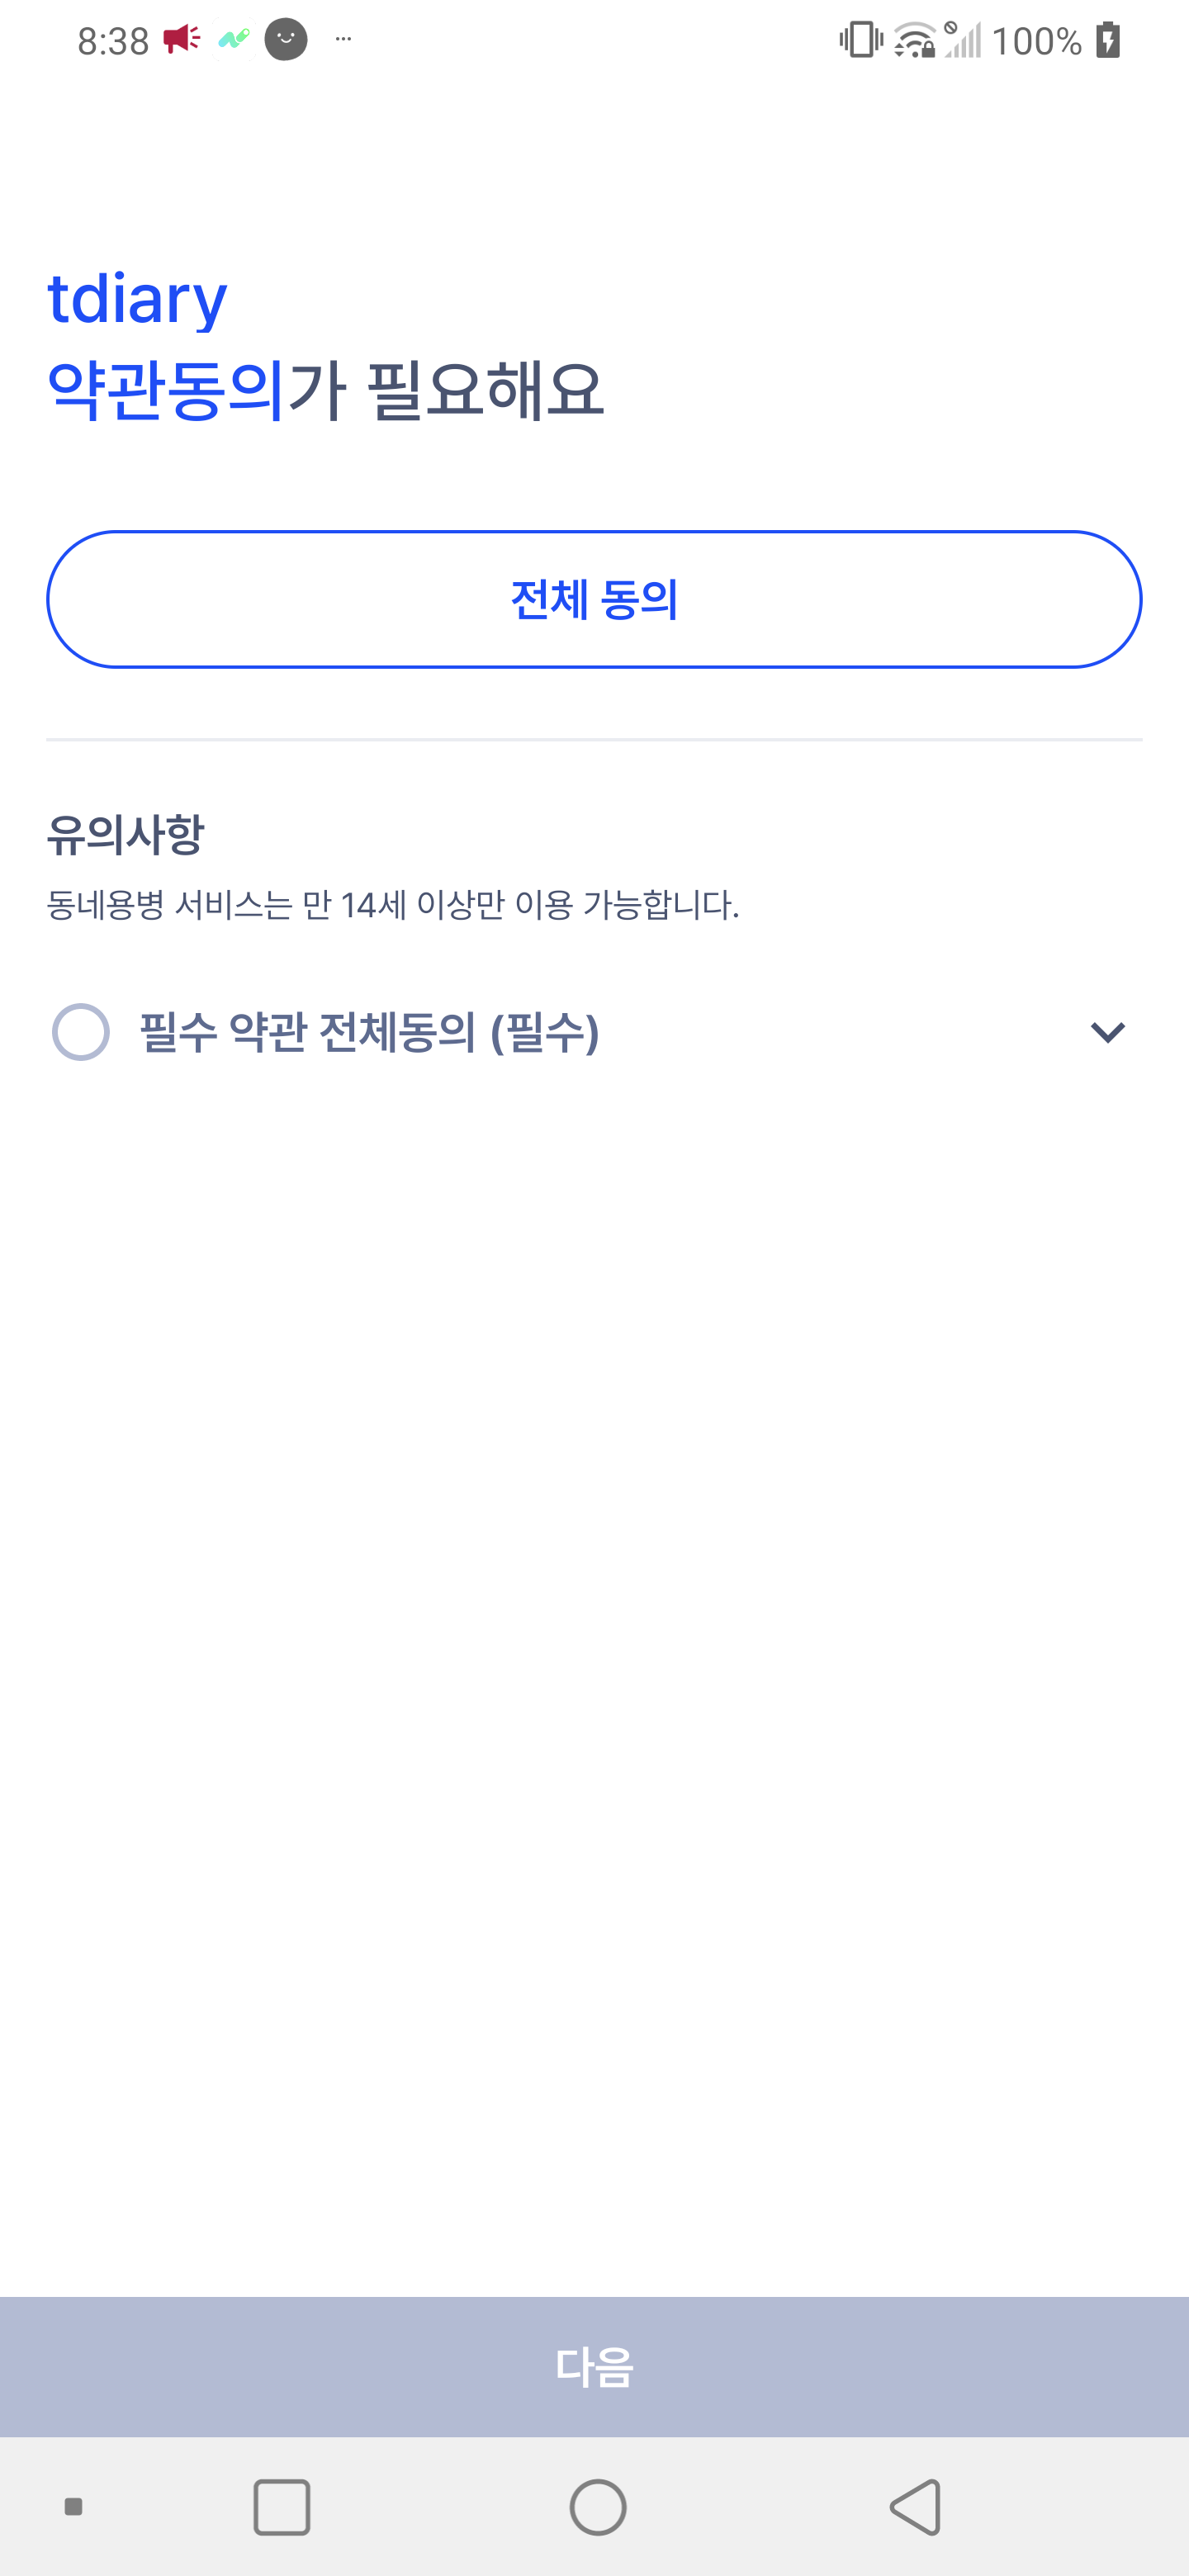 8:38
100%
tdiary
약관동의가 필요해요
전체 동의
유의사항
동네용병 서비스는 만 14세 이상만 이용 가능합니다.
필수 약관 전체동의 (필수)
다음